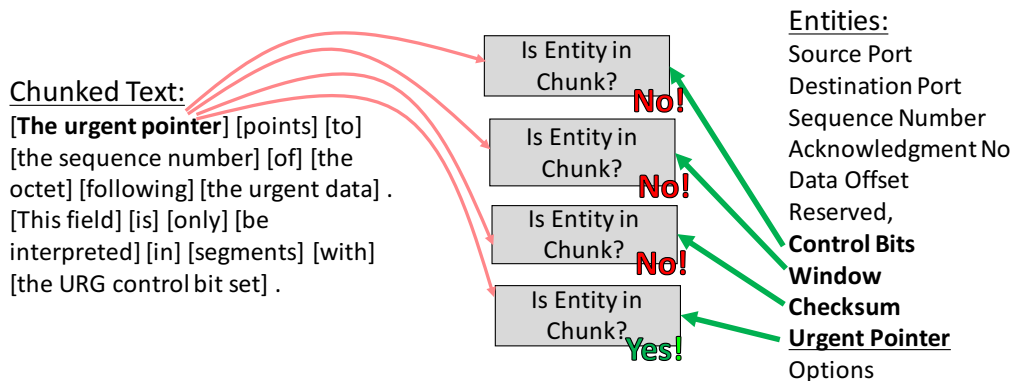 Chunked Text:
[The urgent pointer] [points] [to]
[the sequence number] [of] [the
octet] [following] [the urgent data] .
[This field] [is] [only] [be
interpreted] [in] [segments] [with]
[the URG control bit set] .
Is Entity in
Chunk?
No!
Is Entity in
Chunk?
No!
Is Entity in
Chunk?
No!
Is Entity in
Chunk?
Yes!
Entities:
Source Port
Destination Port
Sequence Number
Acknowledgment No
Data Offset
Reserved,
Control Bits
Window
Checksum
Urgent Pointer
Options